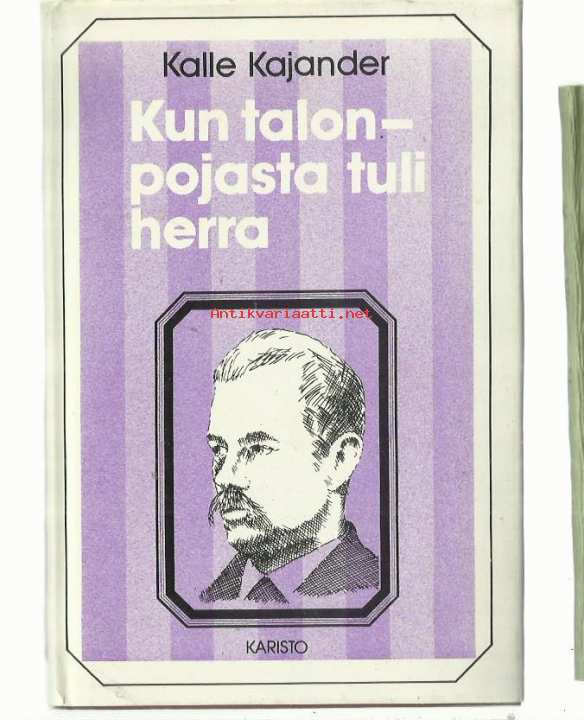 Kalle Kajander
Kun talon-
pojasta tuli
herra
Antikvariaatti.net
KARISTO